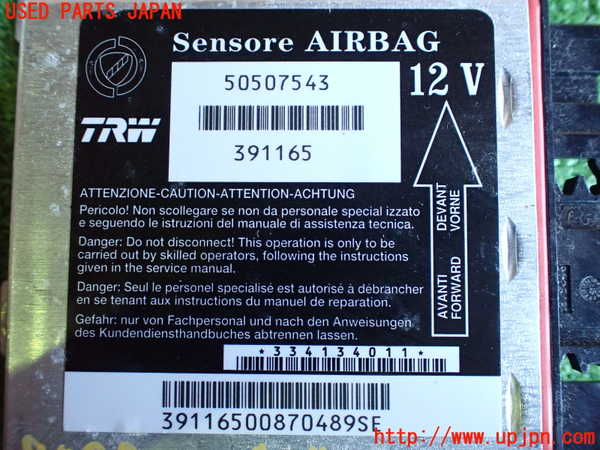 USED PARTS JAPAN
Sensore AIRBAG
50507543
12 V
TRW
391165
ATTENZIONE-CAUTION-ATTENTION-ACHTUNG
Pericolo! Non scollegare se non da personale special izzato
e seguendo le istruzioni del manuale di assistenza tecnica.
Danger: Do not disconnect! This operation is only to be
carried out by skilled operators, following the instructions
given in the service manual.
Danger: Seul le personel specialisé est autorisé à débrancher
en se tenant aux instructions du manuel de reparation.
Gefahr: nur von Fachpersonal und nach den Anweisungen
des Kundendiensthandbuches abtrennen lassen.
AVANTI DEVANT
FORWARD VORNE
*334134011*
39116500870489SE
http://www.upjpn.com